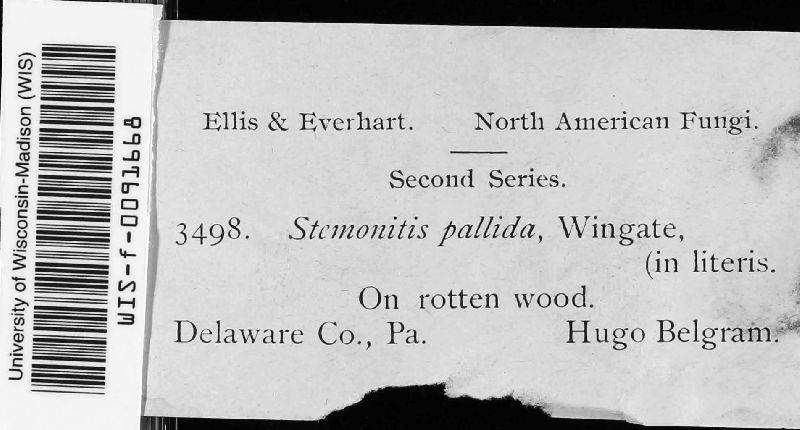 University of Wisconsin-Madison (WIS)
WIS-f-0091668
Ellis & Everhart. North American Fungi.
Second Series.
3498. Stemonitis pallida, Wingate,
(in literis.
On rotten wood.
Delaware Co., Pa. Hugo Belgram.